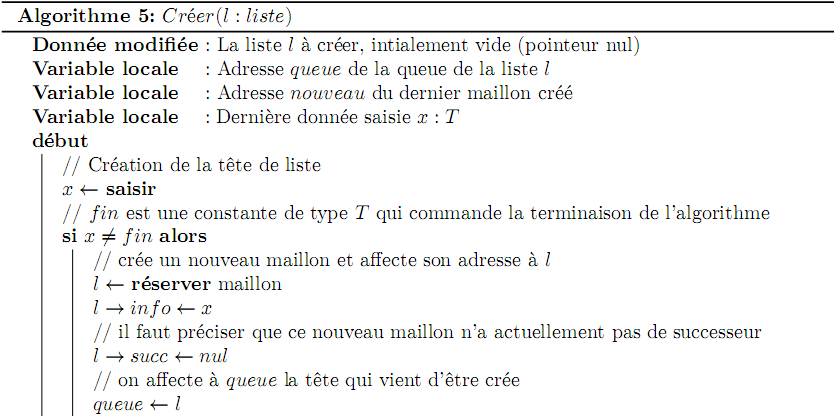 Algorithme 5: Créer(l : liste)
Donnée modifiée : La liste l à créer, intialement vide (pointeur nul)
Variable locale : Adresse queue de la queue de la liste l
Variable locale : Adresse nouveau du dernier maillon créé
Variable locale : Dernière donnée saisie x : T
début
// Création de la tête de liste
x ← saisir
// fin est une constante de type T qui commande la terminaison de l'algorithme
si x ≠ fin alors
// crée un nouveau maillon et affecte son adresse à l
l ← réserver maillon
l → info ← x
// il faut préciser que ce nouveau maillon n'a actuellement pas de successeur
l → succ ← nul
// on affecte à queue la tête qui vient d'être crée
queue ← l